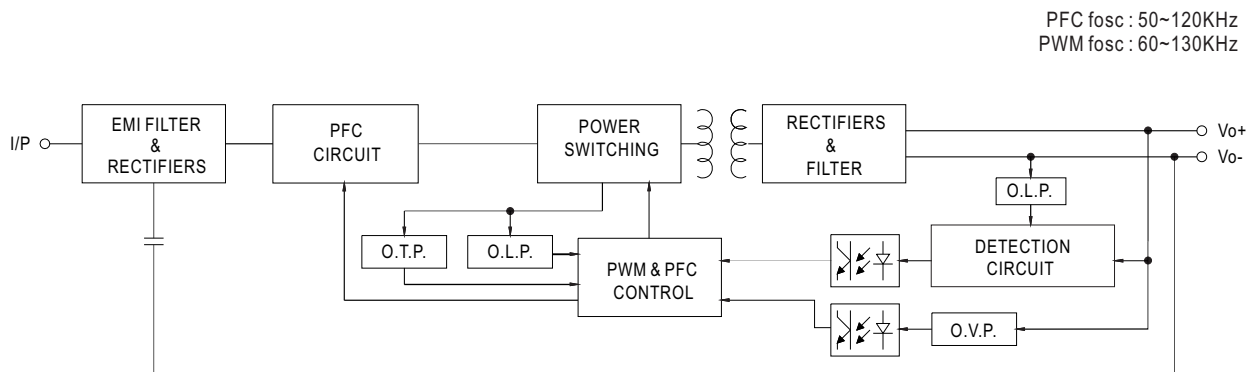 PFC fosc : 50~120KHz
PWM fosc : 60~130KHz
I/P
EMI FILTER
&
RECTIFIERS
PFC
CIRCUIT
POWER
SWITCHING
RECTIFIERS
&
FILTER
Vo+
Vo-
O.L.P.
O.T.P.
O.L.P.
PWM & PFC
CONTROL
DETECTION
CIRCUIT
O.V.P.